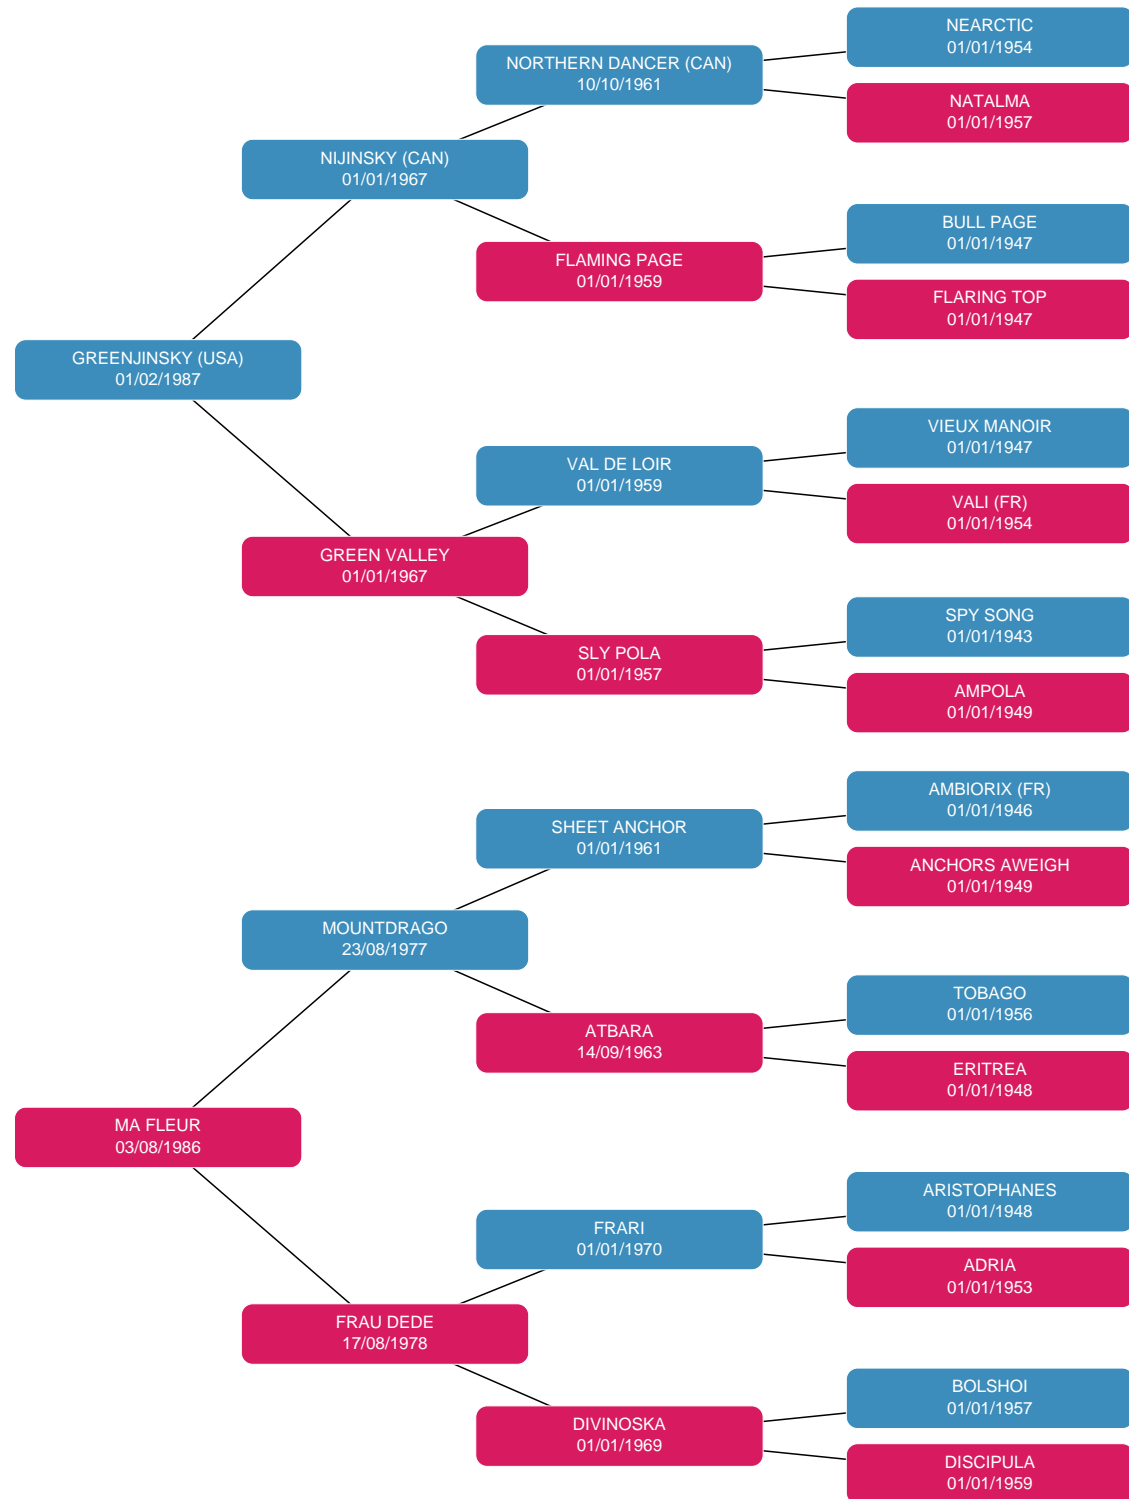 NEARCTIC
01/01/1954
NORTHERN DANCER (CAN)
10/10/1961
NATALMA
01/01/1957
NIJINSKY (CAN)
01/01/1967
BULL PAGE
01/01/1947
FLAMING PAGE
01/01/1959
FLARING TOP
01/01/1947
GREENJINSKY (USA)
01/02/1987
VIEUX MANOIR
01/01/1947
VAL DE LOIR
01/01/1959
VALI (FR)
01/01/1954
GREEN VALLEY
01/01/1967
SPY SONG
01/01/1943
SLY POLA
01/01/1957
AMPOLA
01/01/1949
AMBIORIX (FR)
01/01/1946
SHEET ANCHOR
01/01/1961
ANCHORS AWEIGH
01/01/1949
MOUNTDRAGO
23/08/1977
TOBAGO
01/01/1956
ATBARA
14/09/1963
ERITREA
01/01/1948
MA FLEUR
03/08/1986
ARISTOPHANES
01/01/1948
FRARI
01/01/1970
ADRIA
01/01/1953
FRAU DEDE
17/08/1978
BOLSHOI
01/01/1957
DIVINOSKA
01/01/1969
DISCIPULA
01/01/1959